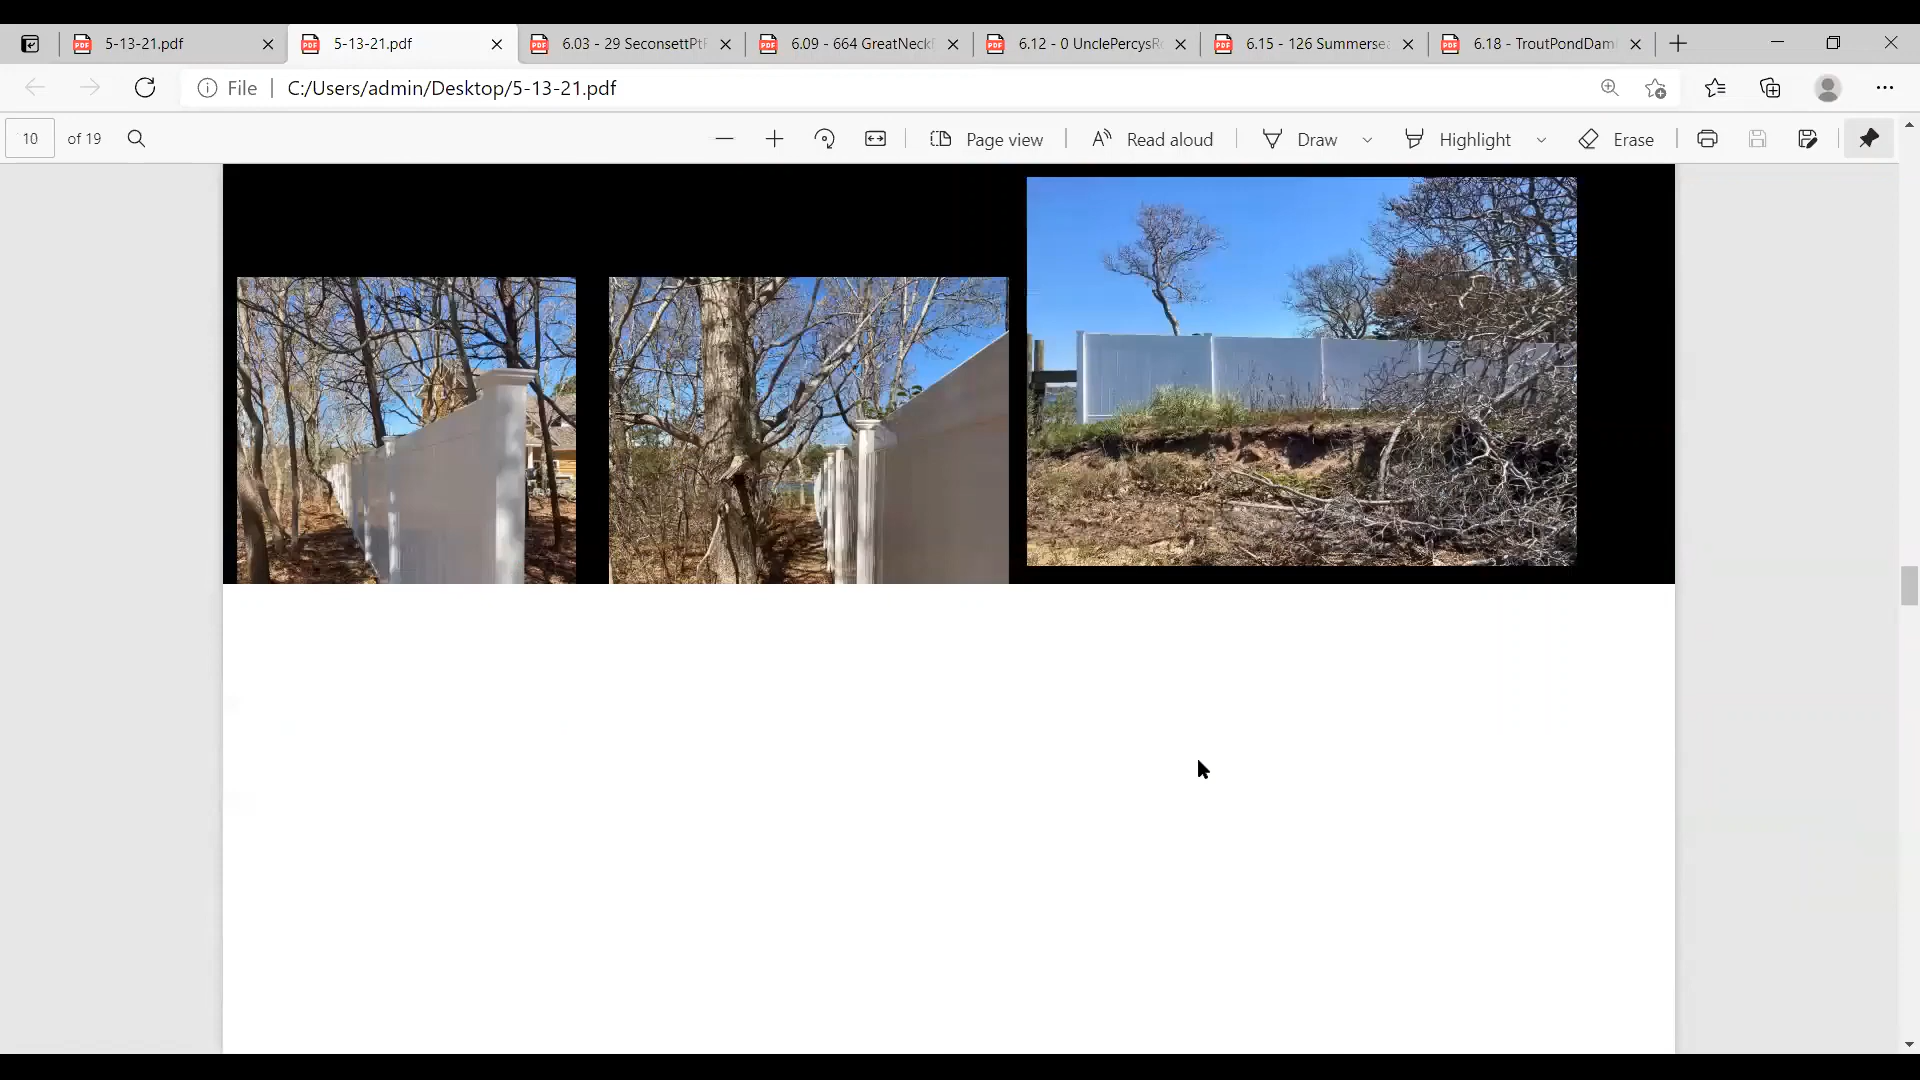 5-13-21.pdf
5-13-21.pdf
6.03 - 29 SeconsettPt
6.09 - 664 GreatNeck
6.12 - 0 UnclePercysR
6.15 - 126 Summersea
6.18 - TroutPondDam
File
C:/Users/admin/Desktop/5-13-21.pdf
10 of 19
Page view
Read aloud
Draw
Highlight
Erase